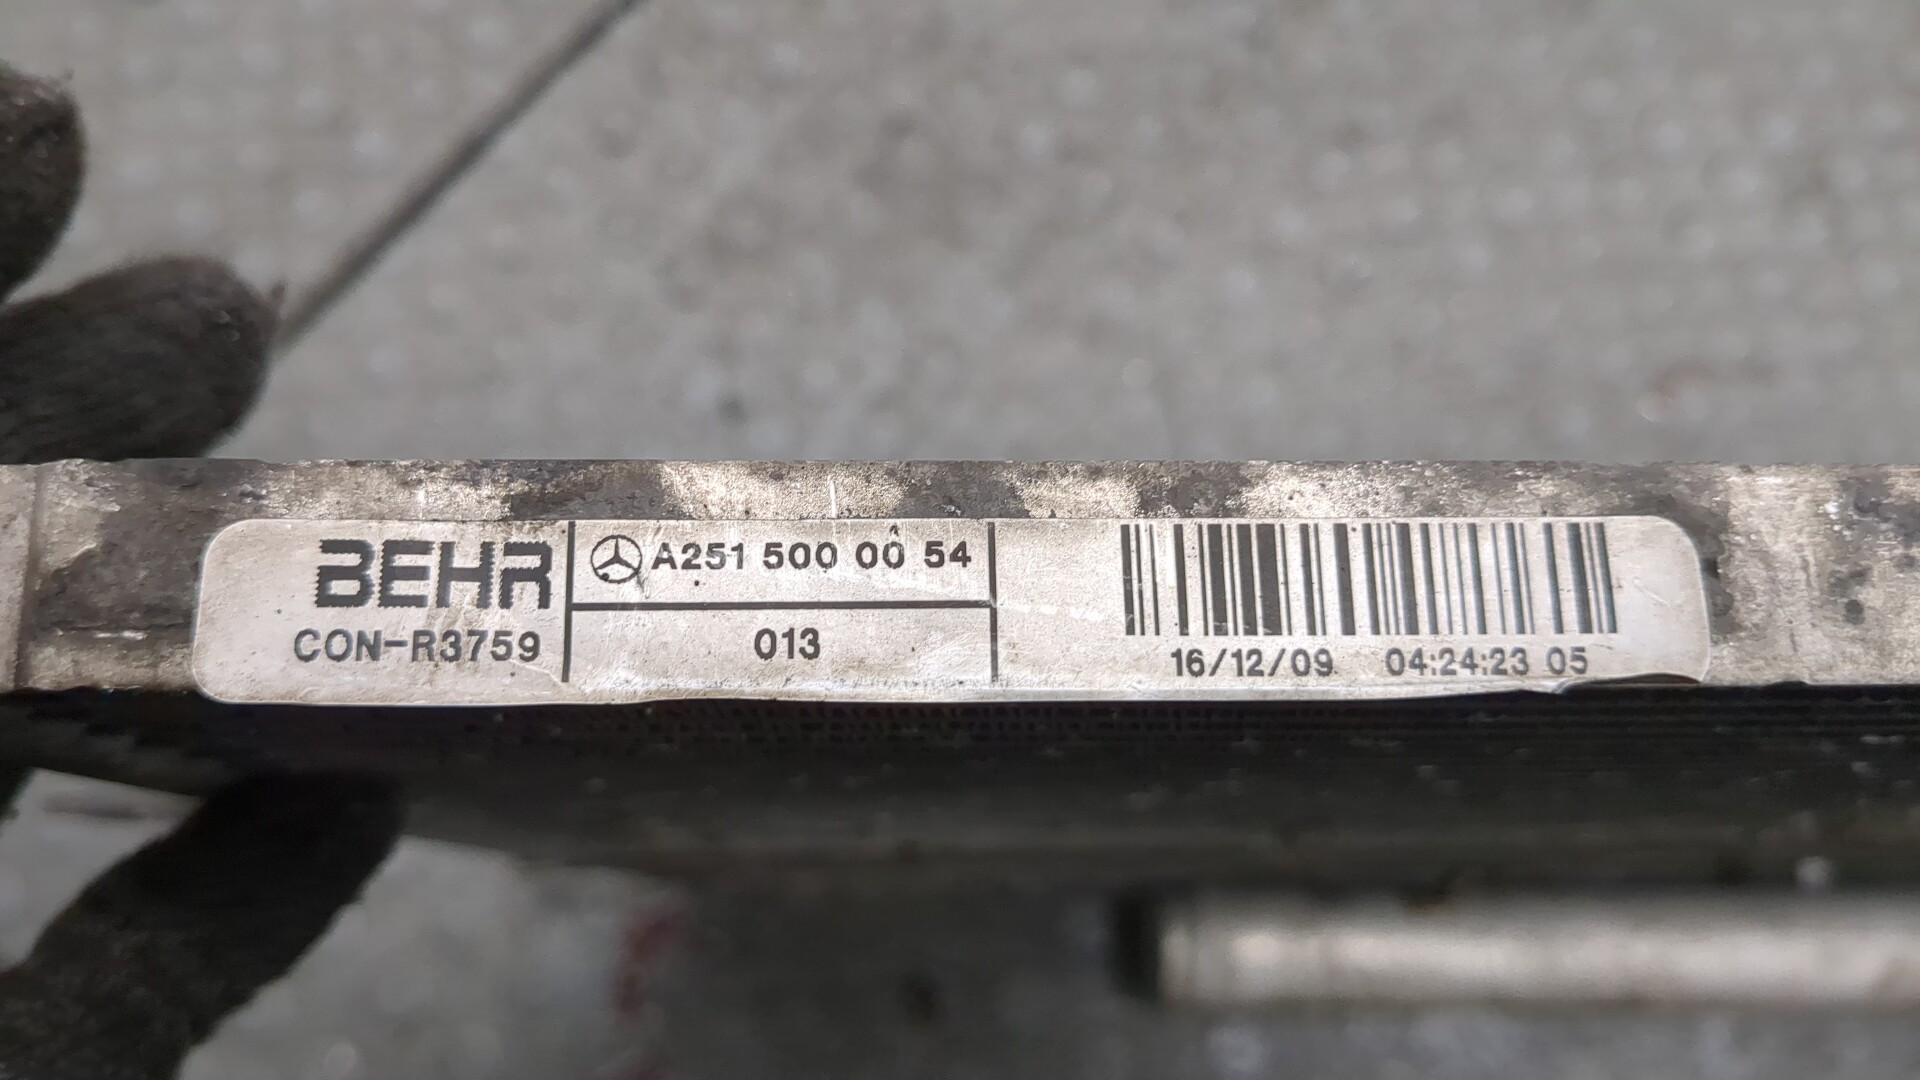 BEHR
CON-R3759
A251 500 00 54
013
16/12/09 04:24:23 05